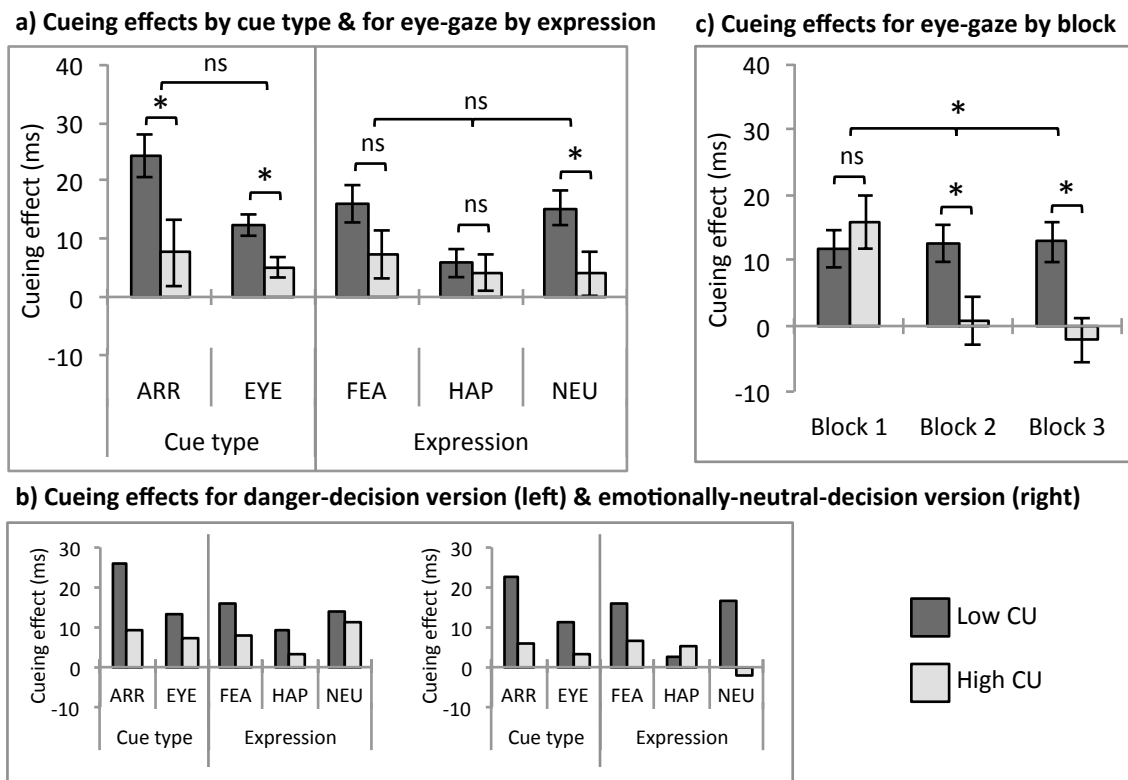 a) Cueing effects by cue type & for eye-gaze by expression
40
30
20
10
0
-10
Cueing effect (ms)
ns
*
*
ns
ns
ns
*
ARR EYE FEA HAP NEU
Cue type Expression
c) Cueing effects for eye-gaze by block
40
30
20
10
0
-10
Cueing effect (ms)
*
ns
*
*
Block 1 Block 2 Block 3
b) Cueing effects for danger-decision version (left) & emotionally-neutral-decision version (right)
30
20
10
0
-10
Cueing effect (ms)
ARR EYE FEA HAP NEU
Cue type Expression
30
20
10
0
-10
Cueing effect (ms)
ARR EYE FEA HAP NEU
Cue type Expression
Low CU
High CU